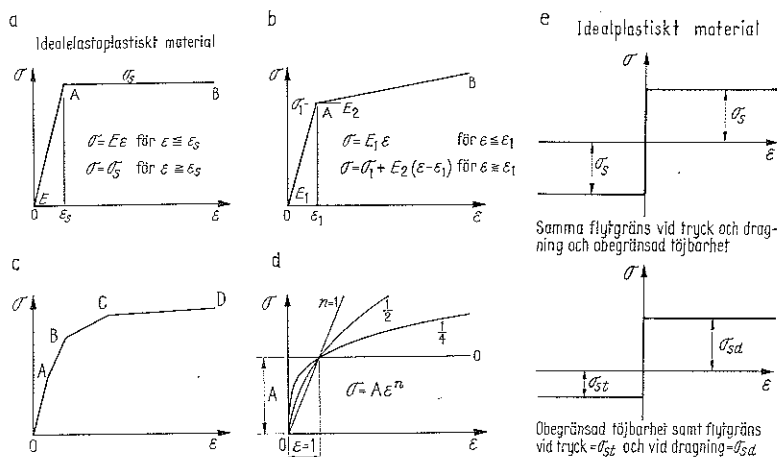 a
Idealelastoplastiskt material
σ
σs
A
B
σ=Eε för ε≦εs
σ=σs för ε≧εs
E
0
εs
ε
b
σ
σ1
A
E2
B
σ=E1ε för ε≦ε1
σ=σ1+E2(ε-ε1) för ε≧ε1
E1
0
ε1
ε
c
σ
A
B
C
D
0
ε
d
σ
n=1
1/2
1/4
0
A
σ=Aεⁿ
0
ε=1
ε
e
Idealplastiskt material
σ
σs
ε
σs
Samma flytgräns vid tryck och drag-
ning och obegränsad töjbarhet
σ
σsd
ε
σst
Obegränsad töjbarhet samt flytgräns
vid tryck=σst och vid dragning=σsd